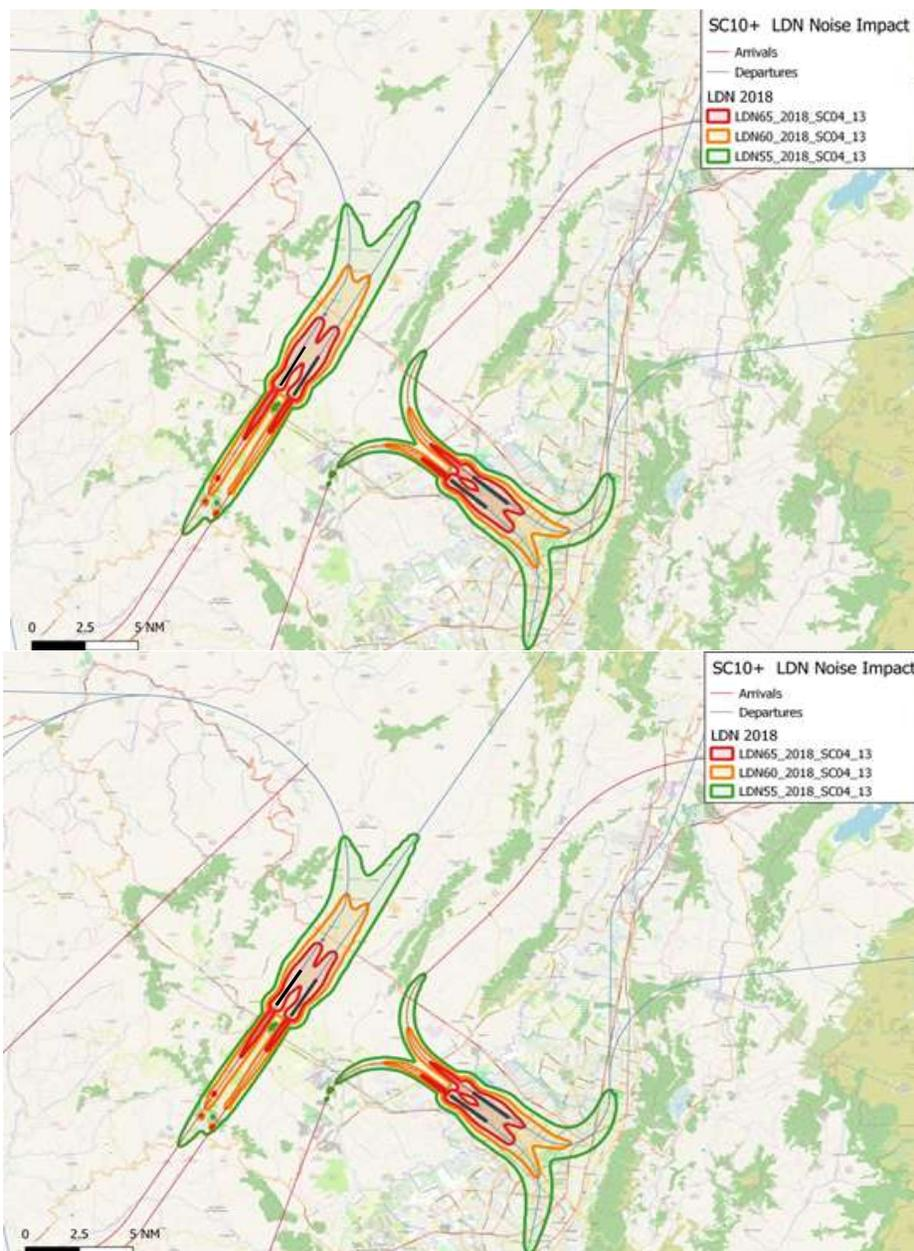 SC10+ LDN Noise Impact
Arrivals
Departures
LDN 2018
LDN65_2018_SC04_13
LDN60_2018_SC04_13
LDN55_2018_SC04_13
0 2.5 5 NM
SC10+ LDN Noise Impact
Arrivals
Departures
LDN 2018
LDN65_2018_SC04_13
LDN60_2018_SC04_13
LDN55_2018_SC04_13
0 2.5 5 NM